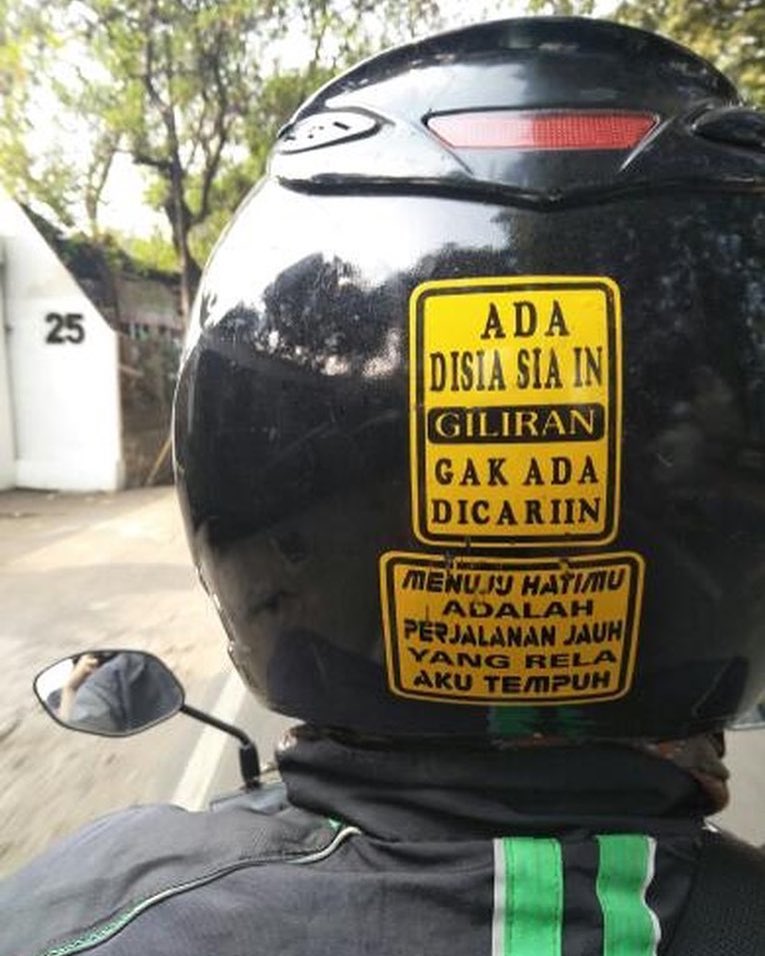 25
ADA
DISIA SIA IN
GILIRAN
GAK ADA
DICARIIN
MENUJU HATIMU
ADALAH
PERJALANAN JAUH
YANG RELA
AKU TEMPUH